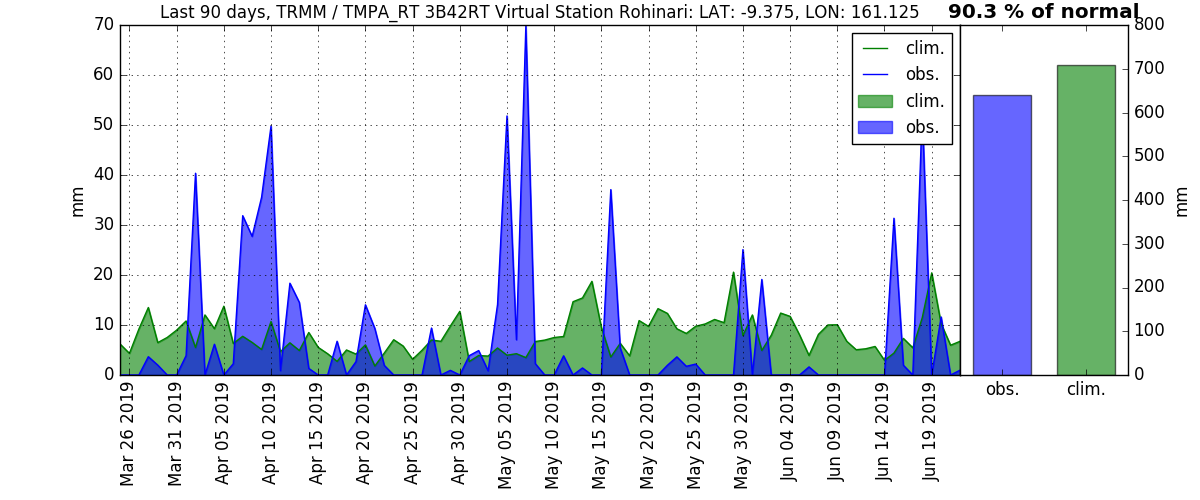 Last 90 days, TRMM / TMPA_RT 3B42RT Virtual Station Rohinari: LAT: -9.375, LON: 161.125
90.3 % of normal
70
60
50
40
30
20
10
0
mm
clim.
obs.
clim.
obs.
800
700
600
500
400
300
200
100
0
mm
Mar 26 2019
Mar 31 2019
Apr 05 2019
Apr 10 2019
Apr 15 2019
Apr 20 2019
Apr 25 2019
Apr 30 2019
May 05 2019
May 10 2019
May 15 2019
May 20 2019
May 25 2019
May 30 2019
Jun 04 2019
Jun 09 2019
Jun 14 2019
Jun 19 2019
obs.
clim.